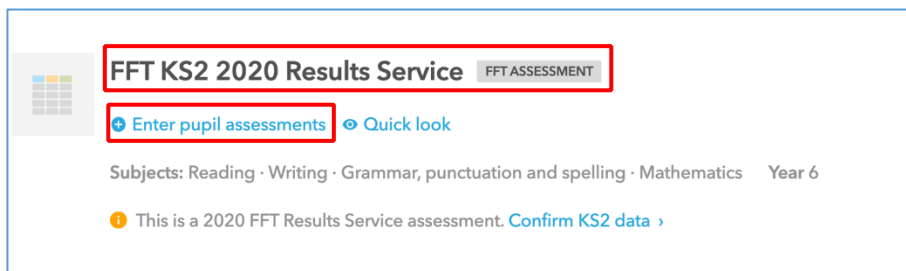 FFT KS2 2020 Results Service FFT ASSESSMENT
Enter pupil assessments Quick look
Subjects: Reading · Writing · Grammar, punctuation and spelling · Mathematics Year 6
This is a 2020 FFT Results Service assessment. Confirm KS2 data ›